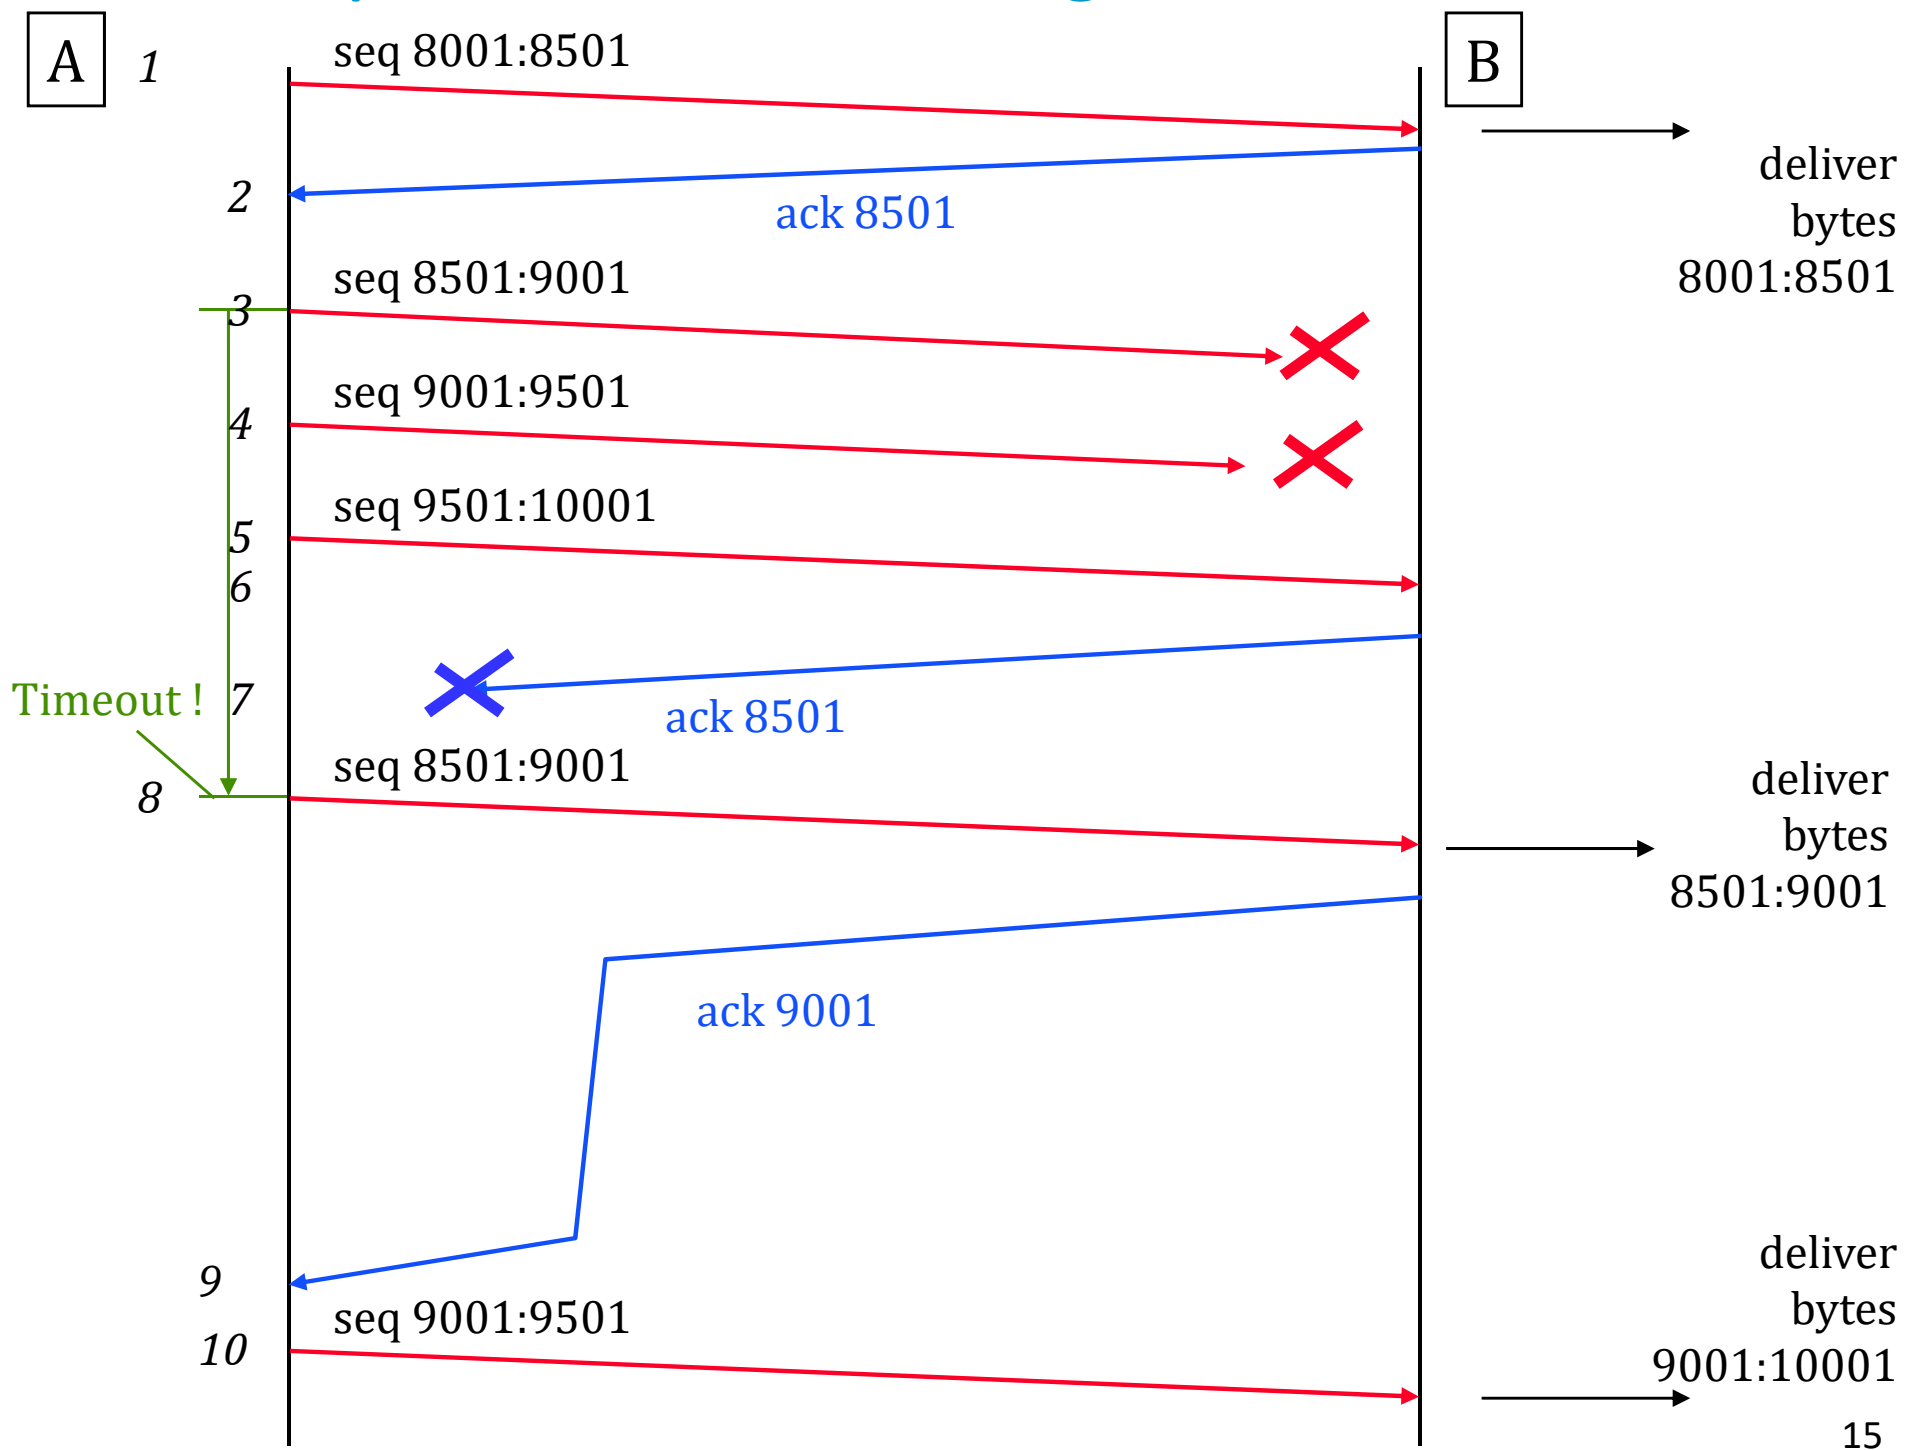 A
1
seq 8001:8501
B
deliver
bytes
8001:8501
2
ack 8501
seq 8501:9001
3
seq 9001:9501
4
seq 9501:10001
5
6
Timeout !
7
ack 8501
seq 8501:9001
8
deliver
bytes
8501:9001
ack 9001
9
seq 9001:9501
10
deliver
bytes
9001:10001
15